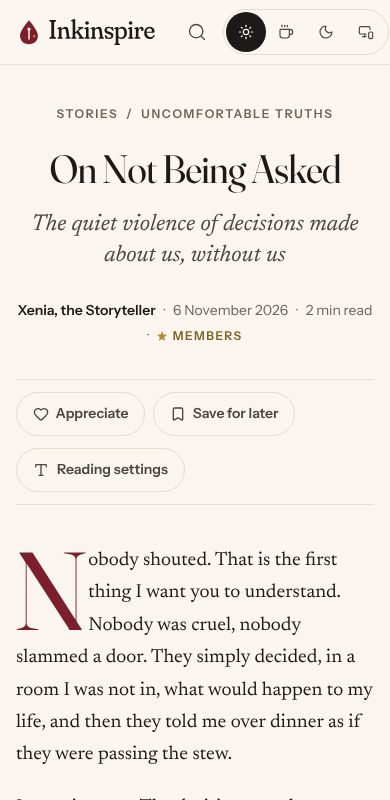 Inkinspire
STORIES / UNCOMFORTABLE TRUTHS
On Not Being Asked
The quiet violence of decisions made
about us, without us
Xenia, the Storyteller · 6 November 2026 · 2 min read
· ★ MEMBERS
Appreciate
Save for later
Reading settings
Nobody shouted. That is the first
thing I want you to understand.
Nobody was cruel, nobody
slammed a door. They simply decided, in a
room I was not in, what would happen to my
life, and then they told me over dinner as if
they were passing the stew.